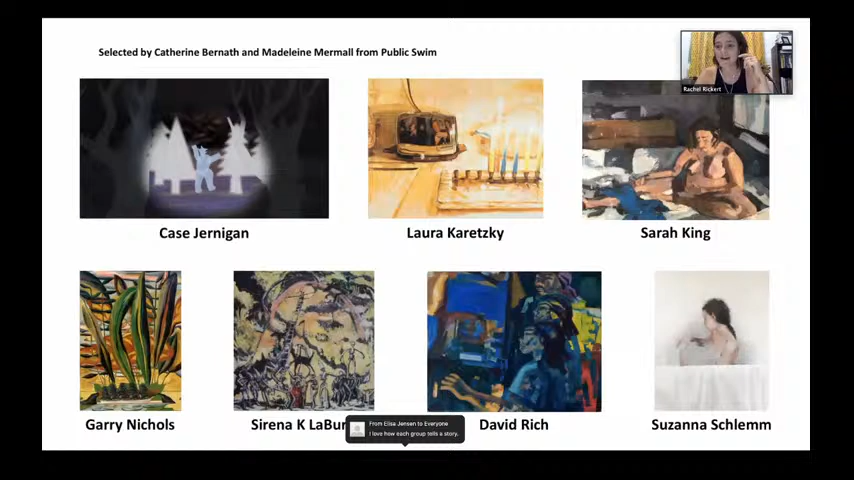 Selected by Catherine Bernath and Madeleine Mermall from Public Swim
Rachel Rickert
Case Jernigan
Laura Karetzky
Sarah King
Garry Nichols
Sirena K LaBur
David Rich
Suzanna Schlemm
From Elisa Jensen to Everyone
I love how each group tells a story.